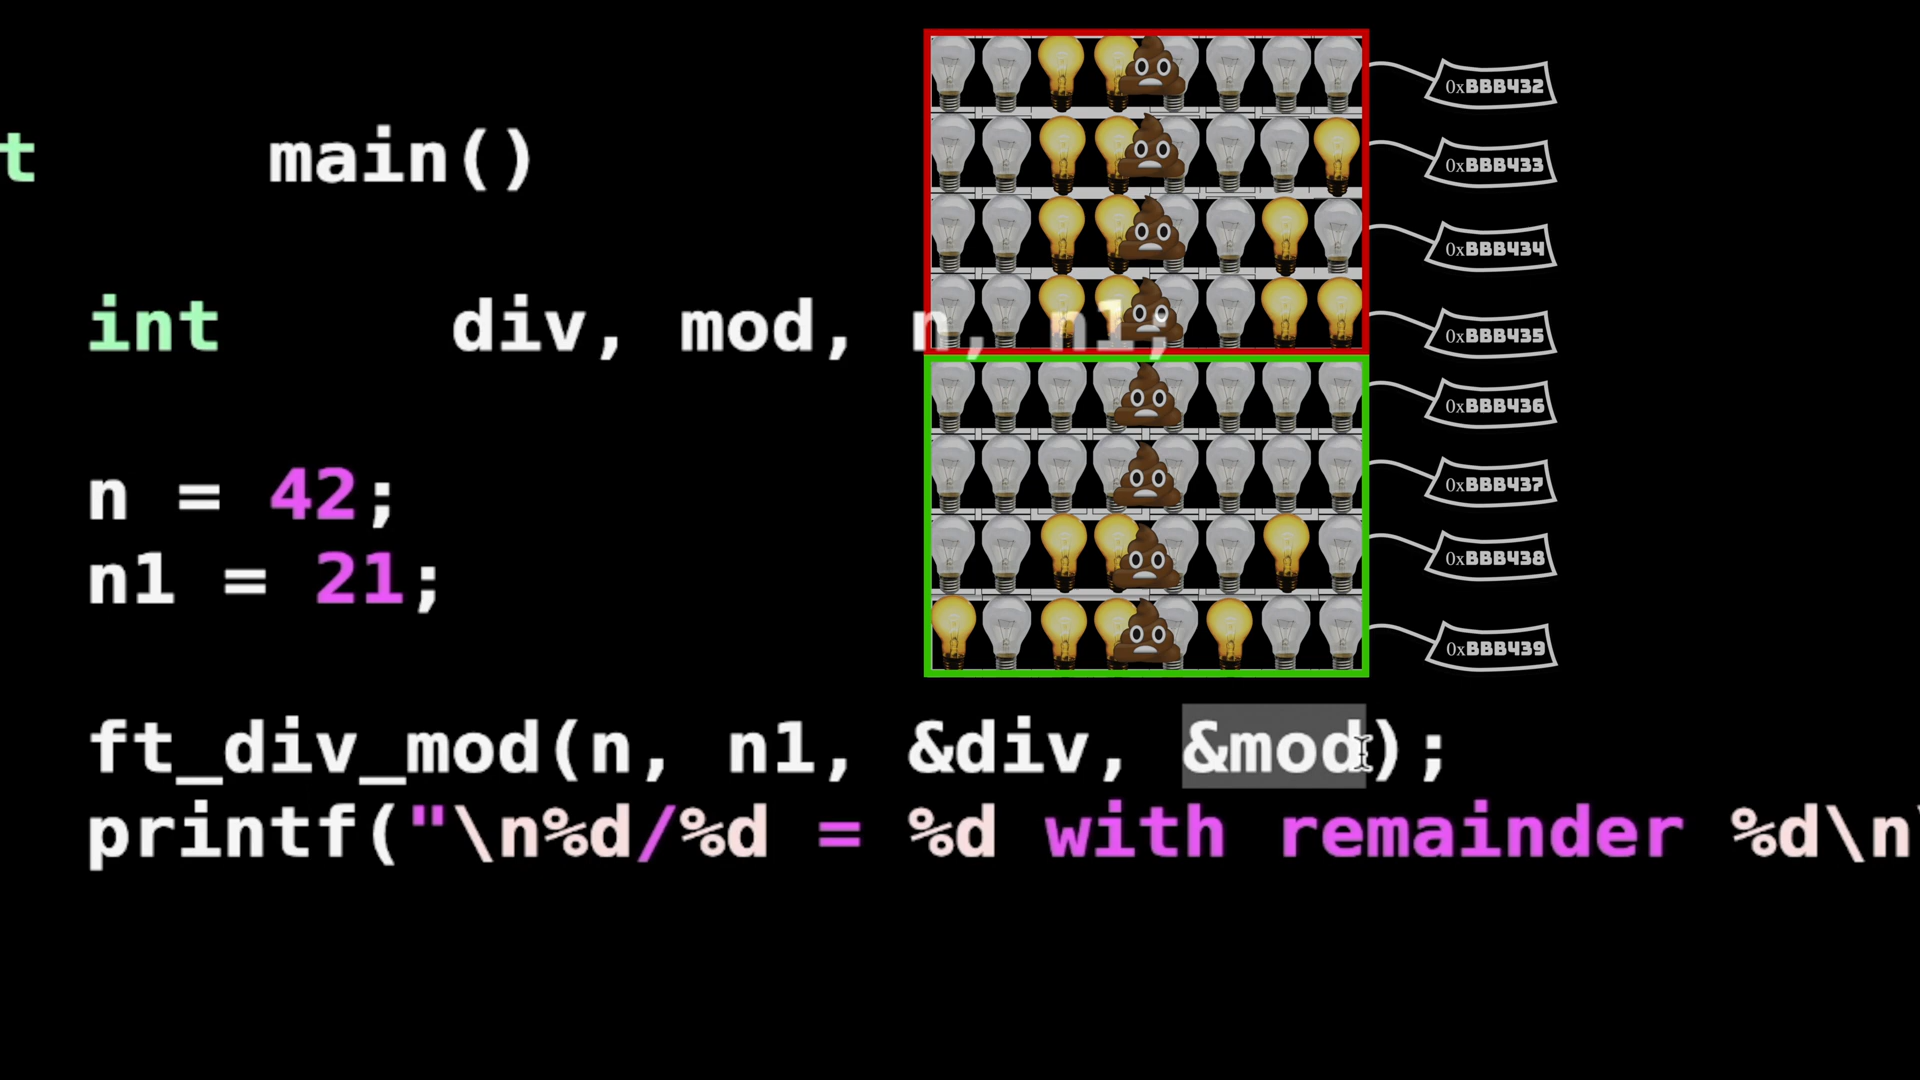 t main()
int div, mod, n, n1;
n = 42;
n1 = 21;
ft_div_mod(n, n1, &div, &mod);
printf("\n%d/%d = %d with remainder %d\n
0xBBB432
0xBBB433
0xBBB434
0xBBB435
0xBBB436
0xBBB437
0xBBB438
0xBBB439